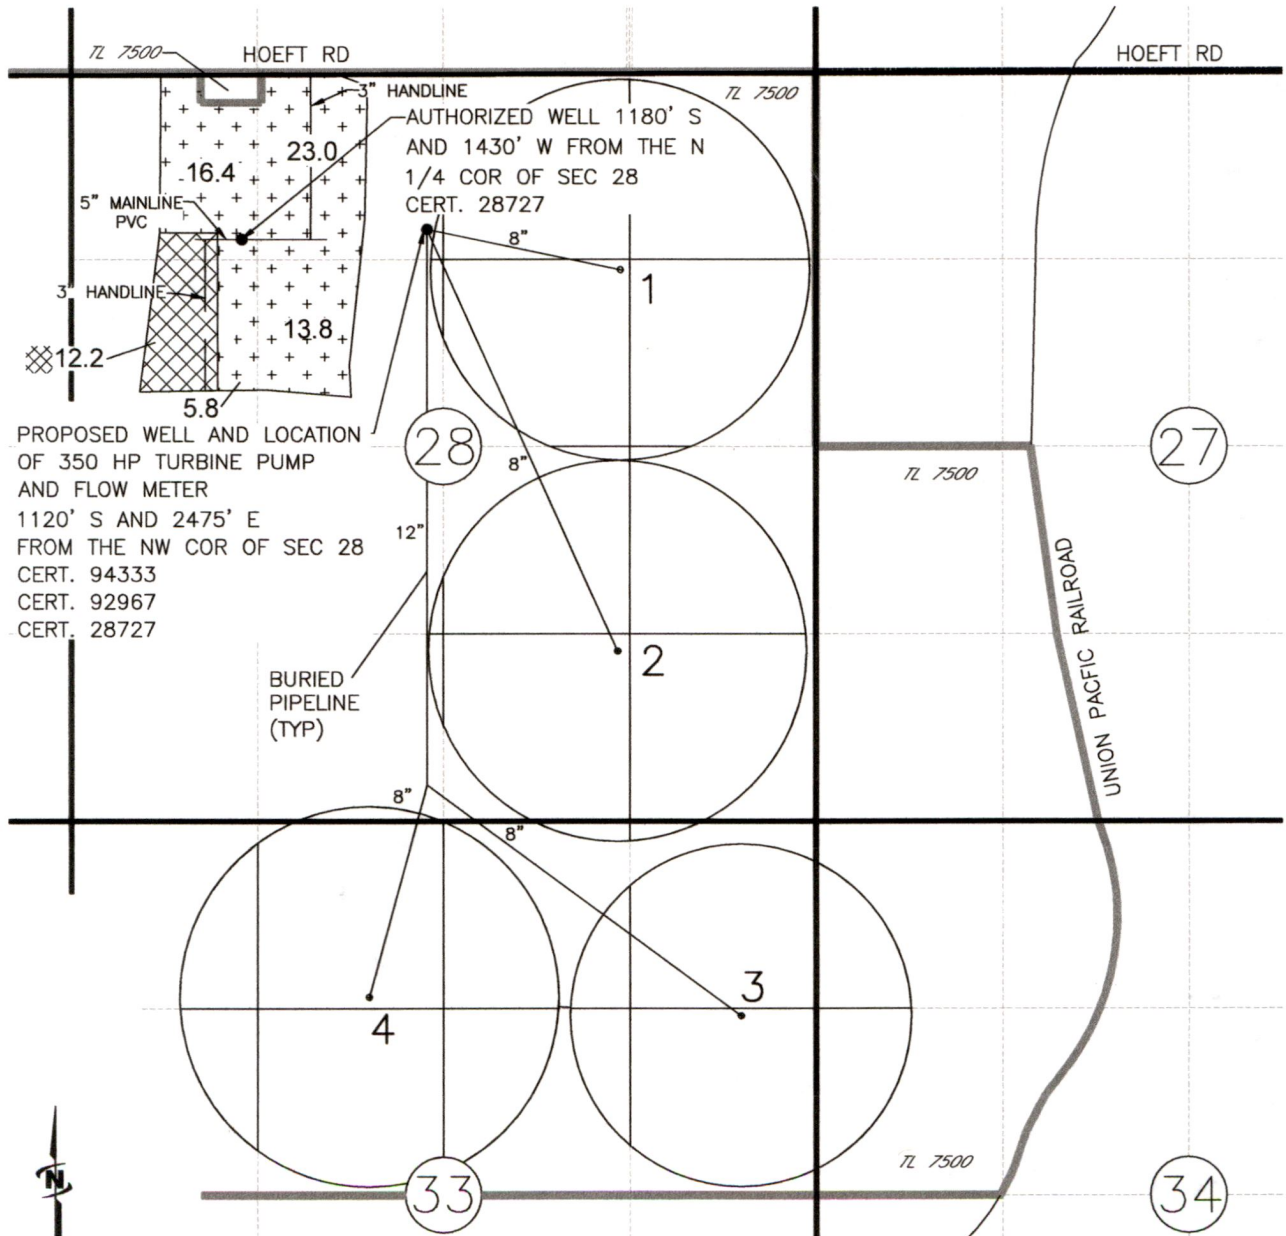 TL 7500
HOEFT RD
HOEFT RD
3" HANDLINE
TL 7500
AUTHORIZED WELL 1180' S
AND 1430' W FROM THE N
1/4 COR OF SEC 28
CERT. 28727
23.0
16.4
5" MAINLINE
PVC
8"
1
3" HANDLINE
13.8
12.2
5.8
PROPOSED WELL AND LOCATION
OF 350 HP TURBINE PUMP
AND FLOW METER
1120' S AND 2475' E
FROM THE NW COR OF SEC 28
CERT. 94333
CERT. 92967
CERT. 28727
28
8"
27
TL 7500
12"
UNION PACFIC RAILROAD
2
BURIED
PIPELINE
(TYP)
8"
8"
3
4
N
TL 7500
33
34